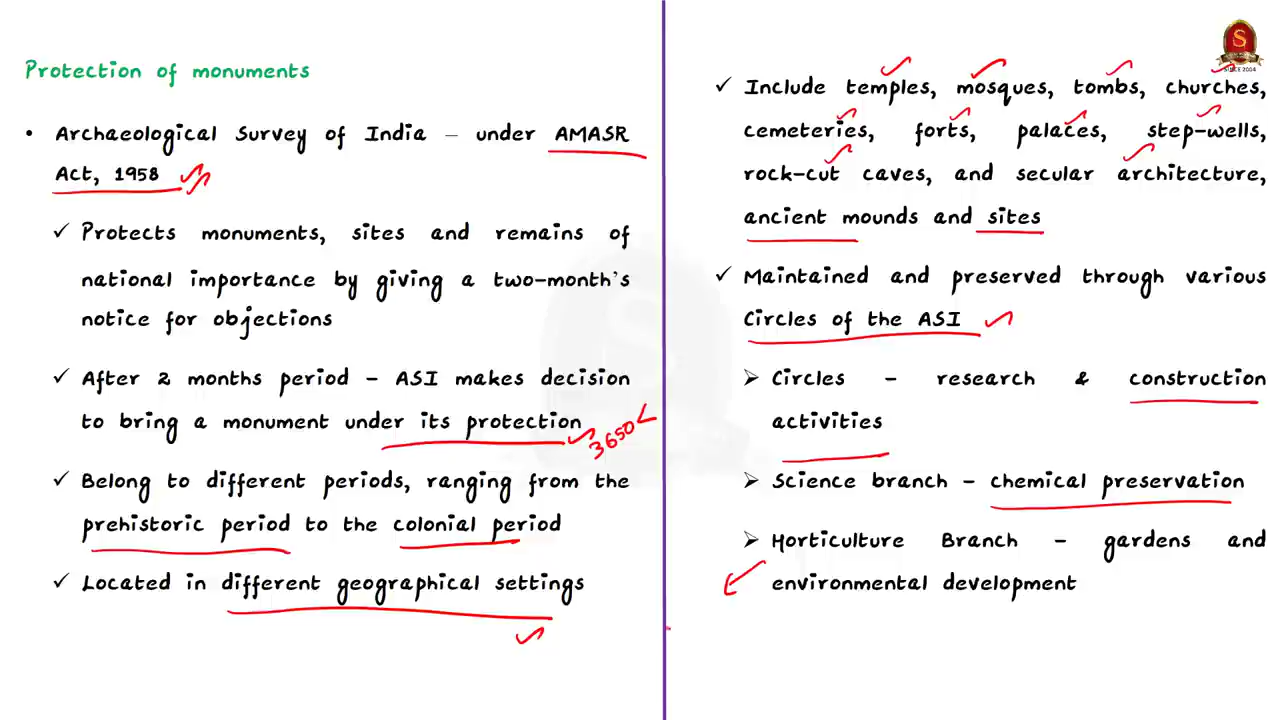 Protection of monuments
• Archaeological Survey of India – under AMASR
Act, 1958
✓ Protects monuments, sites and remains of
national importance by giving a two-month's
notice for objections
✓ After 2 months period – ASI makes decision
to bring a monument under its protection
3650 <
✓ Belong to different periods, ranging from the
prehistoric period to the colonial period
✓ Located in different geographical settings
S
SINCE 2004
✓ Include temples, mosques, tombs, churches,
cemeteries, forts, palaces, step-wells,
rock-cut caves, and secular architecture,
ancient mounds and sites
✓ Maintained and preserved through various
Circles of the ASI
➢ Circles – research & construction
activities
➢ Science branch – chemical preservation
➢ Horticulture Branch – gardens and
environmental development